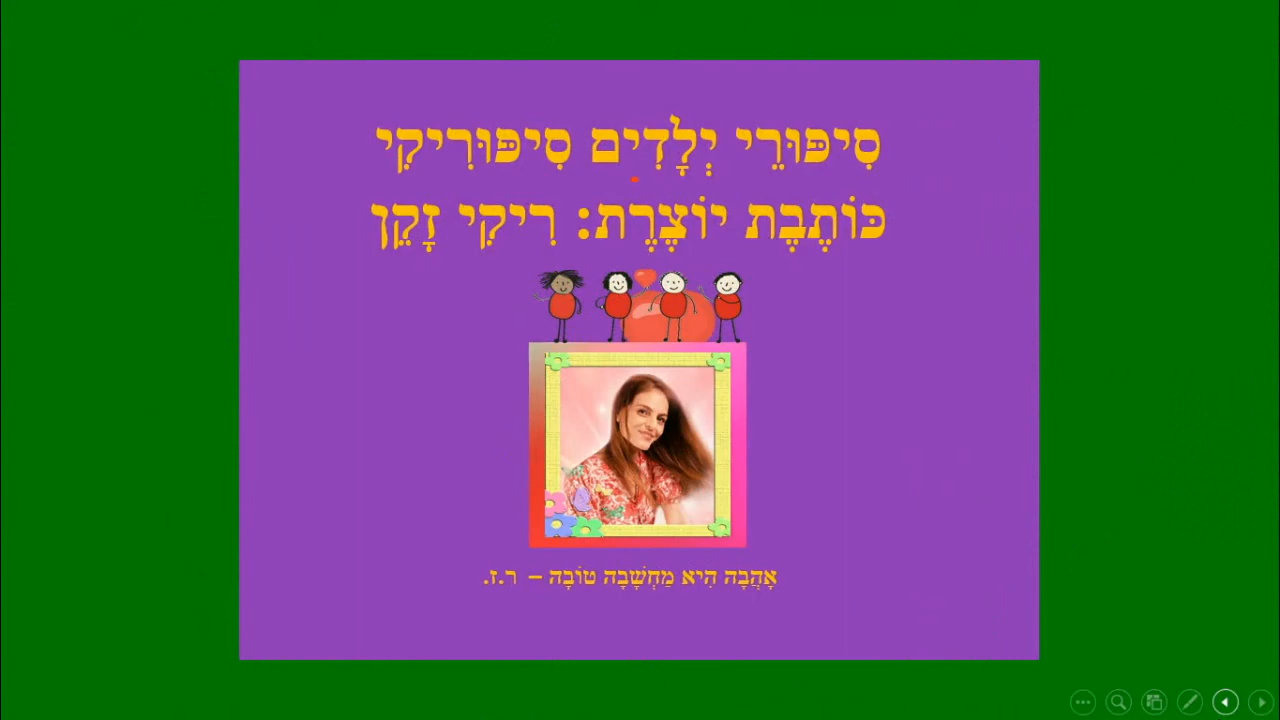 סִיפּוּרֵי יְלָדִים סִיפּוּרִיקִי
כּוֹתֶבֶת יוֹצֶרֶת: רִיקִי זָקֵן
אָהֲבָה הִיא מַחְשָׁבָה טוֹבָה – ר.ז.